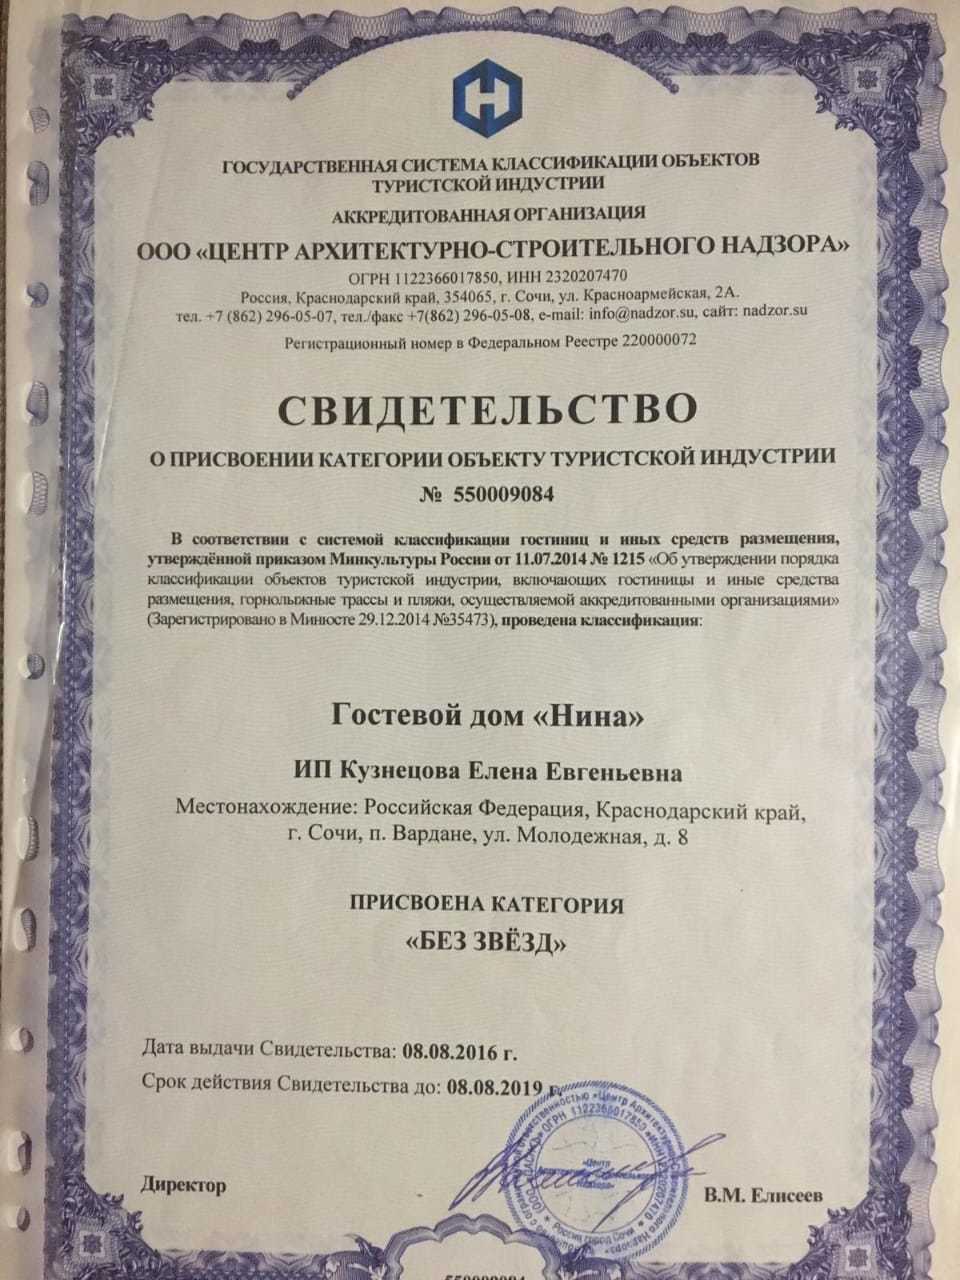 ГОСУДАРСТВЕННАЯ СИСТЕМА КЛАССИФИКАЦИИ ОБЪЕКТОВ
ТУРИСТСКОЙ ИНДУСТРИИ
АККРЕДИТОВАННАЯ ОРГАНИЗАЦИЯ
ООО «ЦЕНТР АРХИТЕКТУРНО-СТРОИТЕЛЬНОГО НАДЗОРА»
ОГРН 1122366017850, ИНН 2320207470
Россия, Краснодарский край, 354065, г. Сочи, ул. Красноармейская, 2А.
тел. +7 (862) 296-05-07, тел./факс +7(862) 296-05-08, e-mail: info@nadzor.su, сайт: nadzor.su
Регистрационный номер в Федеральном Реестре 220000072
СВИДЕТЕЛЬСТВО
О ПРИСВОЕНИИ КАТЕГОРИИ ОБЪЕКТУ ТУРИСТСКОЙ ИНДУСТРИИ
№ 550009084
В соответствии с системой классификации гостиниц и иных средств размещения,
утверждённой приказом Минкультуры России от 11.07.2014 № 1215 «Об утверждении порядка
классификации объектов туристской индустрии, включающих гостиницы и иные средства
размещения, горнолыжные трассы и пляжи, осуществляемой аккредитованными организациями»
(Зарегистрировано в Минюсте 29.12.2014 №35473), проведена классификация:
Гостевой дом «Нина»
ИП Кузнецова Елена Евгеньевна
Местонахождение: Российская Федерация, Краснодарский край,
г. Сочи, п. Вардане, ул. Молодежная, д. 8
ПРИСВОЕНА КАТЕГОРИЯ
«БЕЗ ЗВЁЗД»
Дата выдачи Свидетельства: 08.08.2016 г.
Срок действия Свидетельства до: 08.08.2019 г.
ОГРН 1122366017850
«Центр
Россия город Сочи
Директор
В.М. Елисеев
550009084